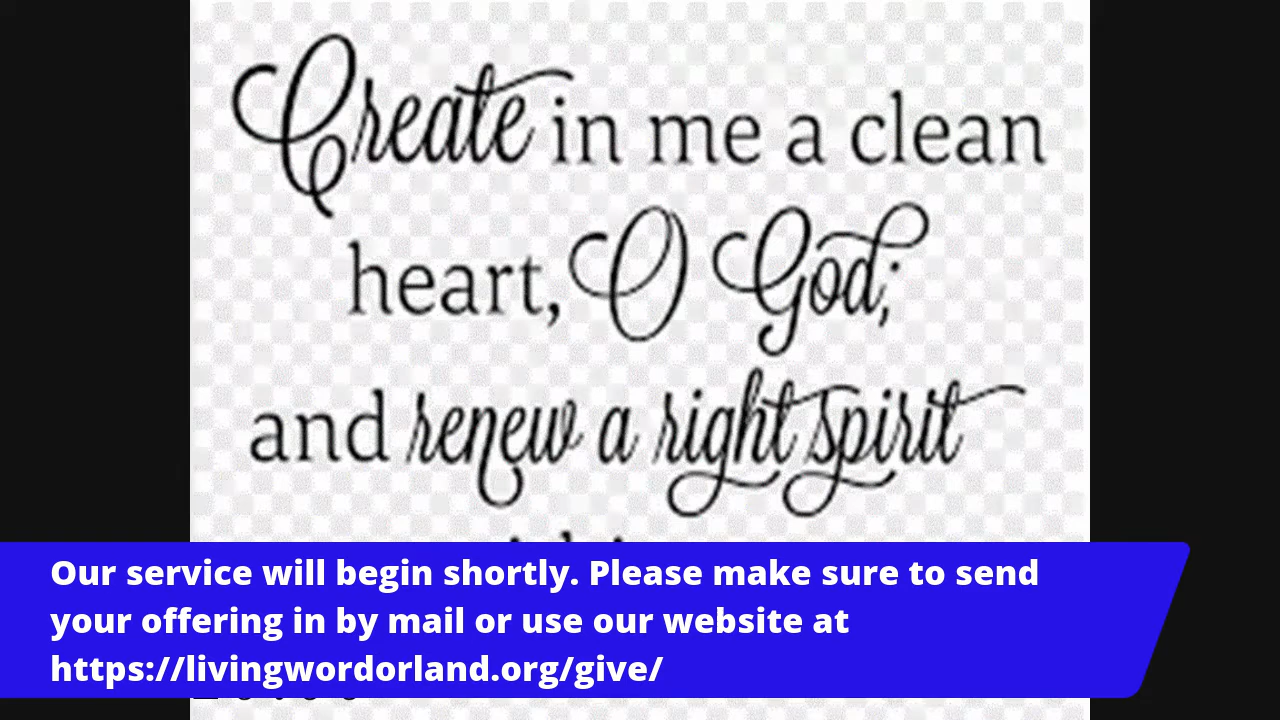 Create in me a clean
heart, O God;
and renew a right spirit
Our service will begin shortly. Please make sure to send
your offering in by mail or use our website at
https://livingwordorland.org/give/